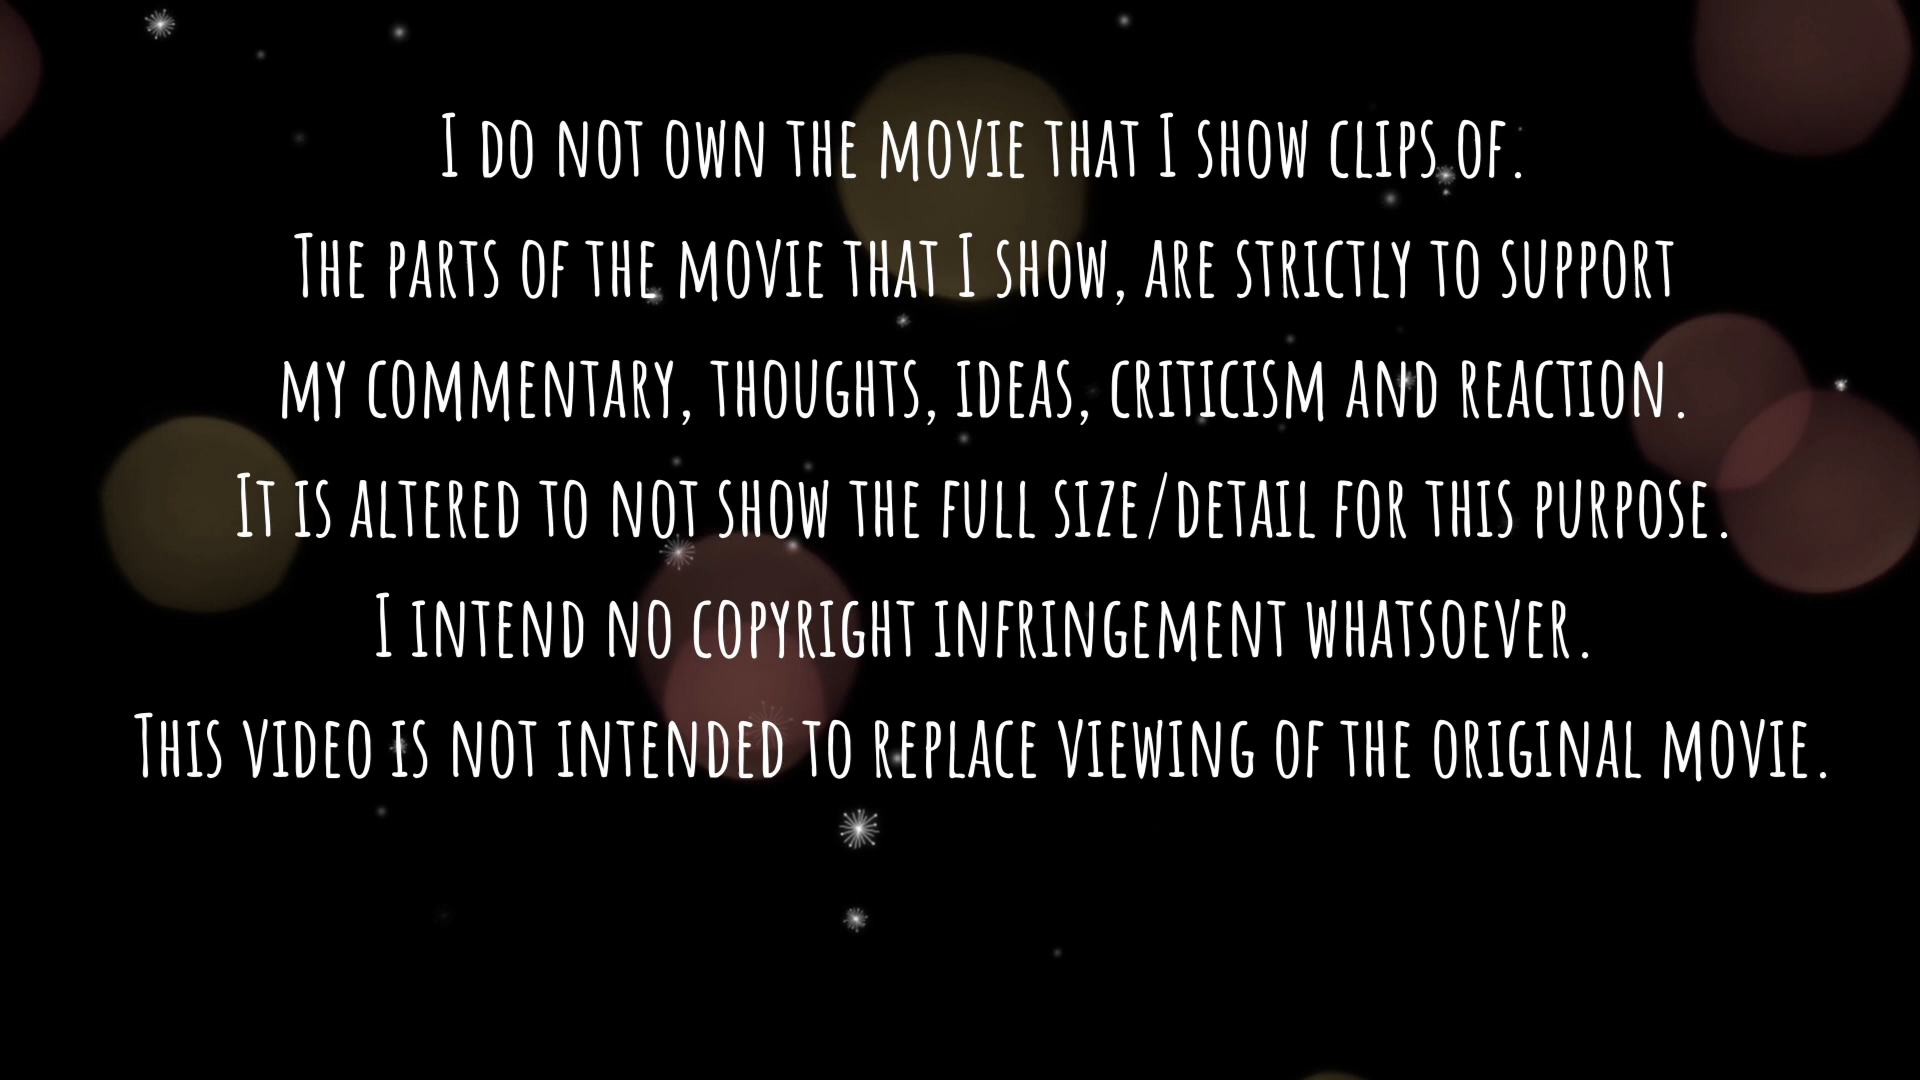 I do not own the movie that I show clips of.
The parts of the movie that I show, are strictly to support
my commentary, thoughts, ideas, criticism and reaction.
It is altered to not show the full size/detail for this purpose.
I intend no copyright infringement whatsoever.
This video is not intended to replace viewing of the original movie.